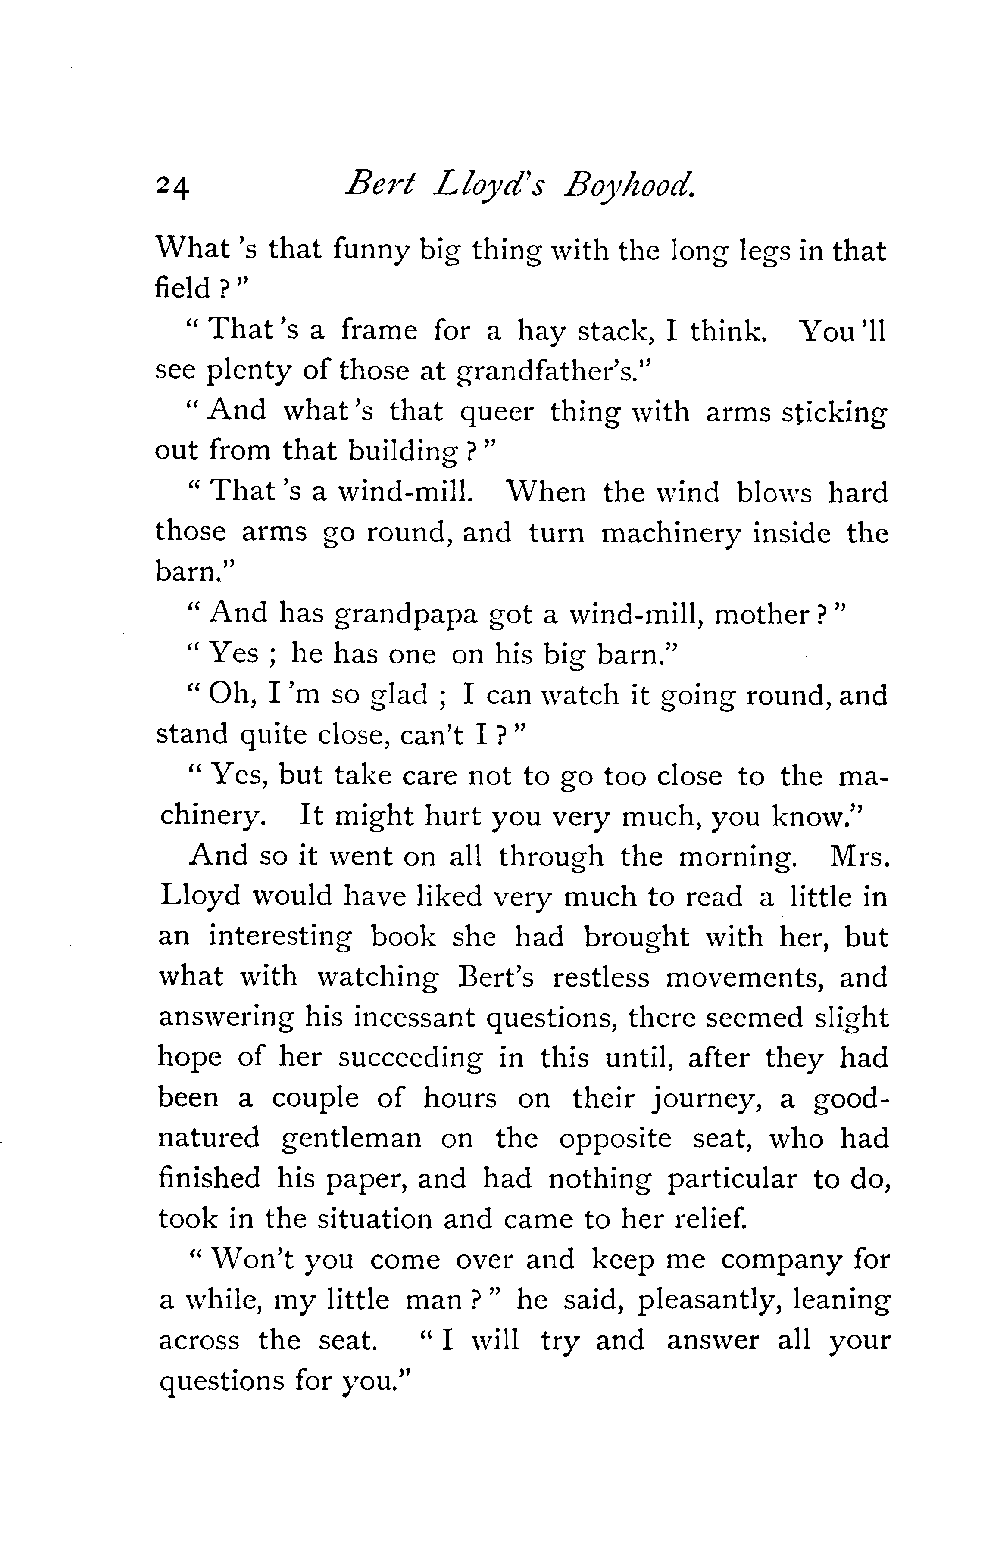 24 Bert Lloyd's Boyhood.
What 's that funny big thing with the long legs in that
field ? "
" That 's a frame for a hay stack, I think. You 'll
see plenty of those at grandfather's."
" And what 's that queer thing with arms sticking
out from that building ? "
" That 's a wind-mill. When the wind blows hard
those arms go round, and turn machinery inside the
barn."
" And has grandpapa got a wind-mill, mother ? "
" Yes ; he has one on his big barn."
" Oh, I 'm so glad ; I can watch it going round, and
stand quite close, can't I ? "
" Yes, but take care not to go too close to the ma-
chinery. It might hurt you very much, you know."
And so it went on all through the morning. Mrs.
Lloyd would have liked very much to read a little in
an interesting book she had brought with her, but
what with watching Bert's restless movements, and
answering his incessant questions, there seemed slight
hope of her succeeding in this until, after they had
been a couple of hours on their journey, a good-
natured gentleman on the opposite seat, who had
finished his paper, and had nothing particular to do,
took in the situation and came to her relief.
" Won't you come over and keep me company for
a while, my little man ? " he said, pleasantly, leaning
across the seat. " I will try and answer all your
questions for you."